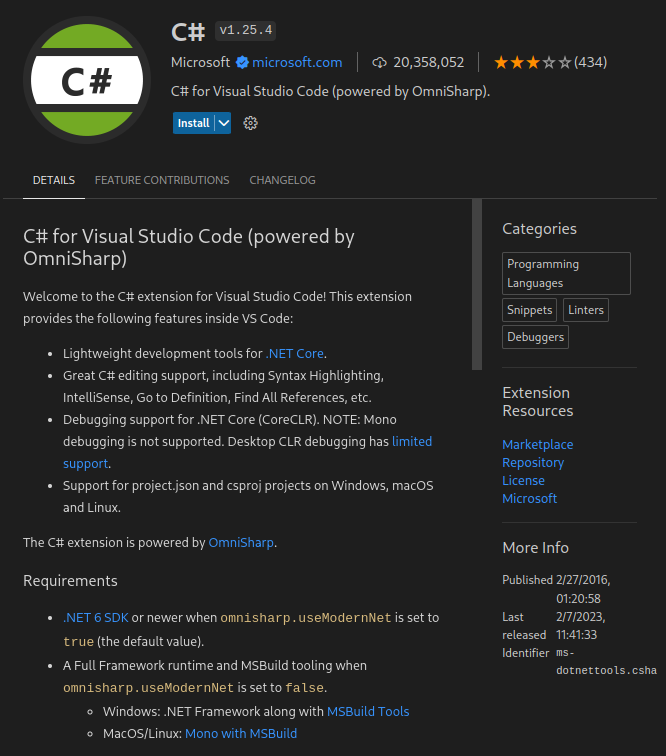 C#
C# v1.25.4
Microsoft microsoft.com 20,358,052 (434)
C# for Visual Studio Code (powered by OmniSharp).
Install
DETAILS FEATURE CONTRIBUTIONS CHANGELOG
C# for Visual Studio Code (powered by
OmniSharp)
Welcome to the C# extension for Visual Studio Code! This extension
provides the following features inside VS Code:
• Lightweight development tools for .NET Core.
• Great C# editing support, including Syntax Highlighting,
IntelliSense, Go to Definition, Find All References, etc.
• Debugging support for .NET Core (CoreCLR). NOTE: Mono
debugging is not supported. Desktop CLR debugging has limited
support.
• Support for project.json and csproj projects on Windows, macOS
and Linux.
The C# extension is powered by OmniSharp.
Requirements
• .NET 6 SDK or newer when omnisharp.useModernNet is set to
true (the default value).
• A Full Framework runtime and MSBuild tooling when
omnisharp.useModernNet is set to false.
◦ Windows: .NET Framework along with MSBuild Tools
◦ MacOS/Linux: Mono with MSBuild
Categories
Programming
Languages
Snippets Linters
Debuggers
Extension
Resources
Marketplace
Repository
License
Microsoft
More Info
Published 2/27/2016,
01:20:58
Last 2/7/2023,
released 11:41:33
Identifier ms-
dotnettools.csha